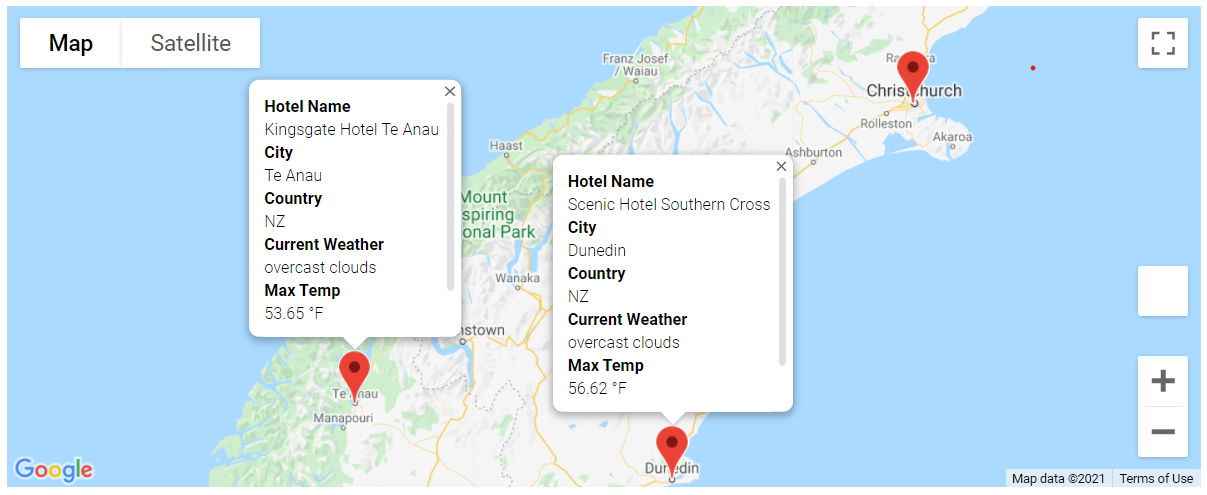 Map
Satellite
Franz Josef
/ Waiau
Christchurch
Rolleston
Akaroa
Haast
Ashburton
Hotel Name
Kingsgate Hotel Te Anau
City
Te Anau
Country
NZ
Current Weather
overcast clouds
Max Temp
53.65 °F
Hotel Name
Scenic Hotel Southern Cross
City
Dunedin
Country
NZ
Current Weather
overcast clouds
Max Temp
56.62 °F
Mount
spiring
onal Park
Wanaka
nstown
Te Anau
Manapouri
Dunedin
Google
Map data ©2021
Terms of Use